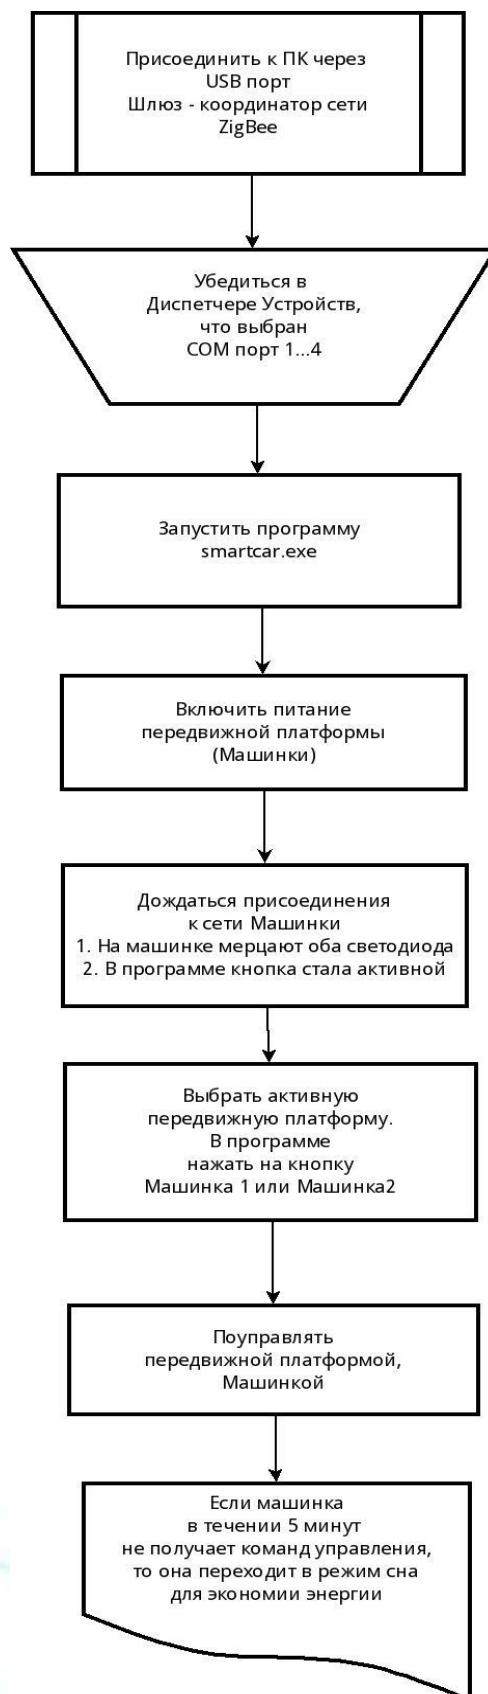 Присоединить к ПК через
USB порт
Шлюз - координатор сети
ZigBee
Убедиться в
Диспетчере Устройств,
что выбран
COM порт 1...4
Запустить программу
smartcar.exe
Включить питание
передвижной платформы
(Машинки)
Дождаться присоединения
к сети Машинки
1. На машинке мерцают оба светодиода
2. В программе кнопка стала активной
Выбрать активную
передвижную платформу.
В программе
нажать на кнопку
Машинка 1 или Машинка2
Поуправлять
передвижной платформой,
Машинкой
Если машинка
в течении 5 минут
не получает команд управления,
то она переходит в режим сна
для экономии энергии